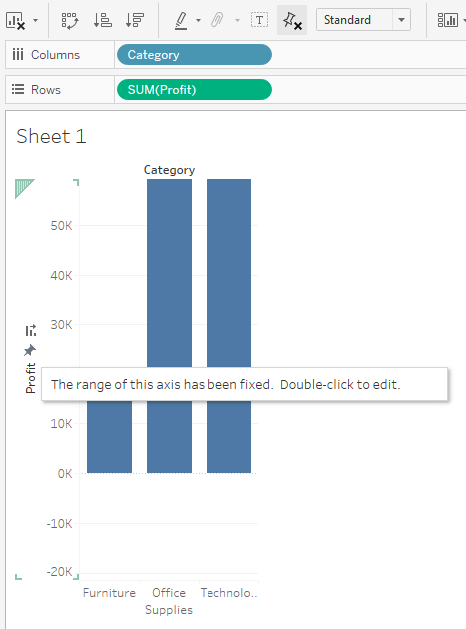 Standard
Columns
Category
Rows
SUM(Profit)
Sheet 1
Category
50K
40K
30K
Profit
The range of this axis has been fixed. Double-click to edit.
10K
0K
-10K
-20K
Furniture
Office
Supplies
Technolo..
T